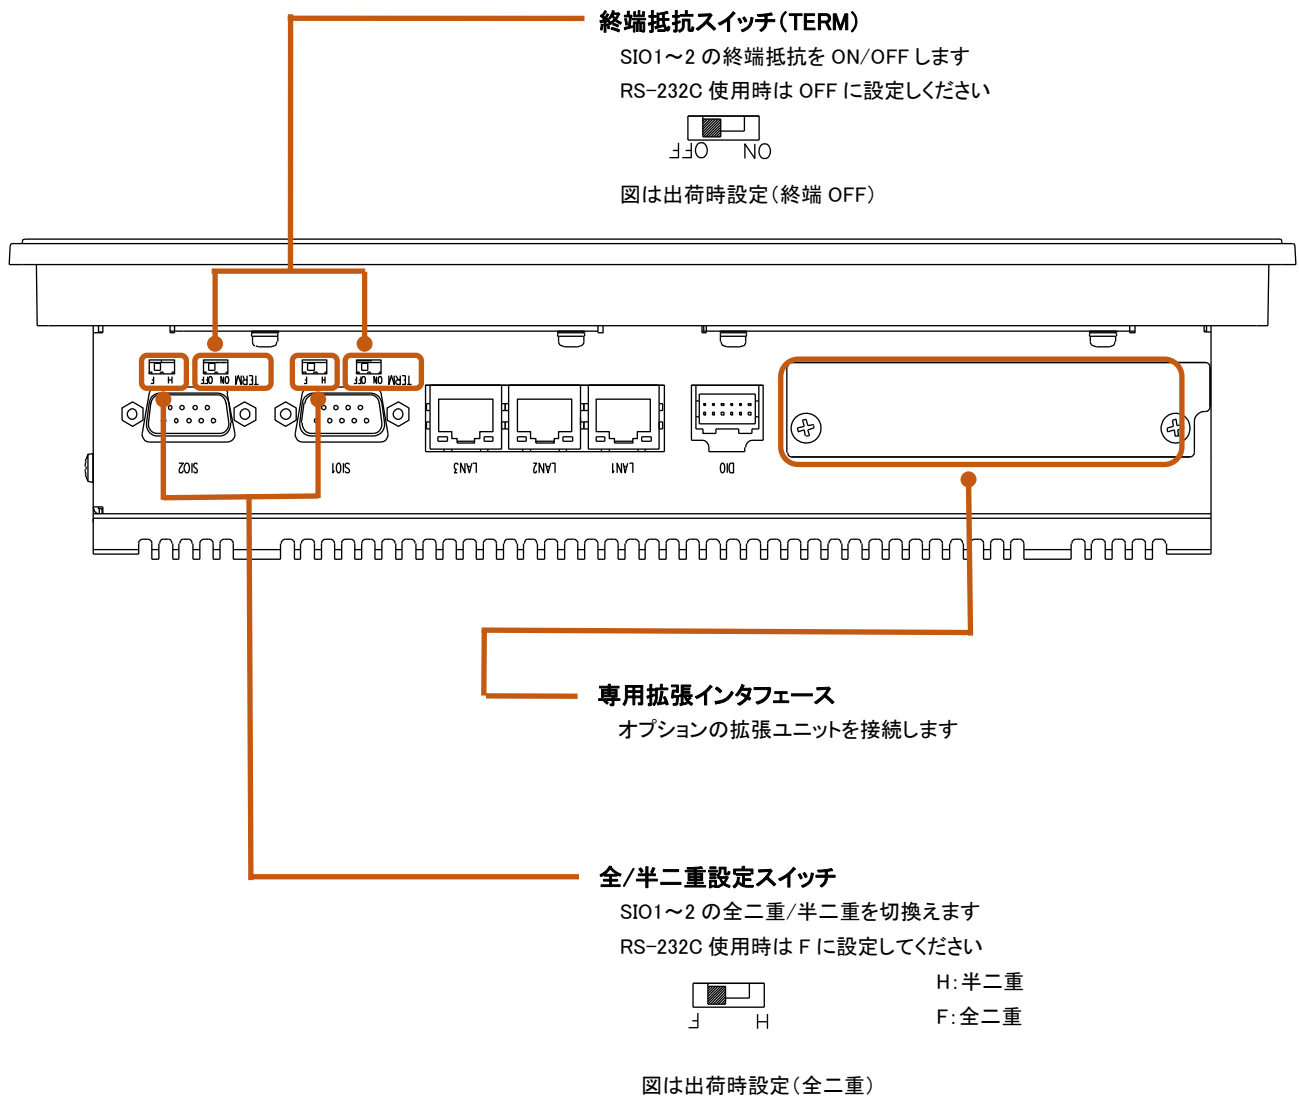 終端抵抗スイッチ(TERM)
SIO1～2 の終端抵抗を ON/OFF します
RS-232C 使用時は OFF に設定しください
OFF ON
図は出荷時設定(終端 OFF)
F H OFF ON TERM F H OFF ON TERM
SIO2 SIO1 LAN3 LAN2 LAN1 DIO
専用拡張インタフェース
オプションの拡張ユニットを接続します
全/半二重設定スイッチ
SIO1～2 の全二重/半二重を切換えます
RS-232C 使用時は F に設定してください
H:半二重
F:全二重
F H
図は出荷時設定(全二重)